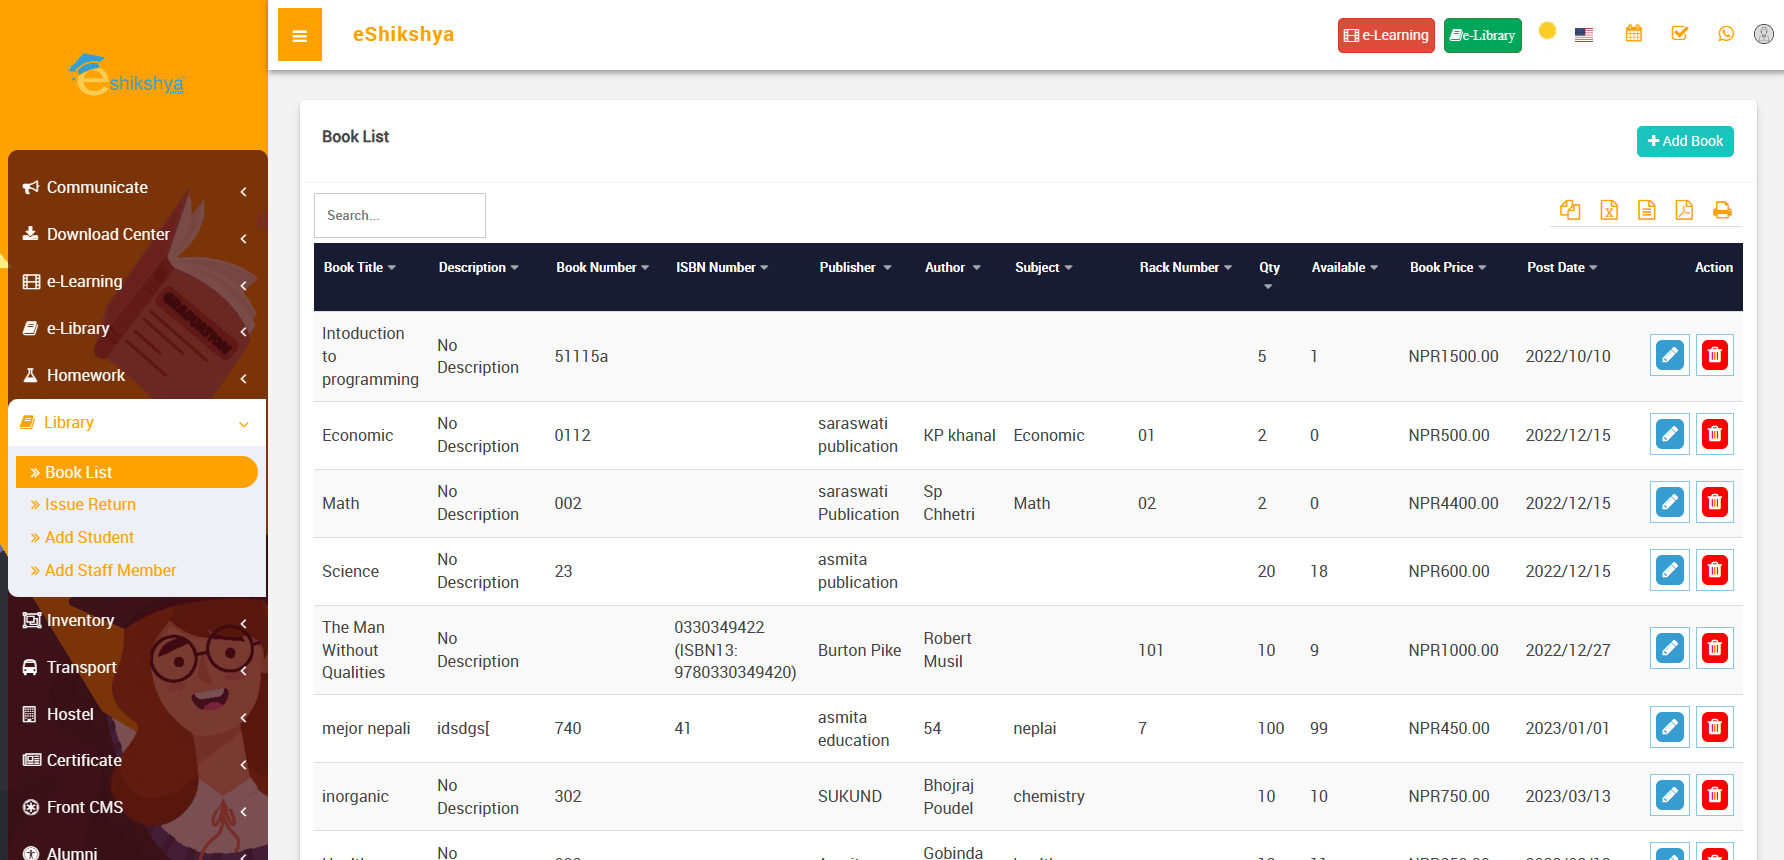 eshikshya
eShikshya
e-Learning
e-Library
Communicate
Download Center
e-Learning
e-Library
Homework
Library
Book List
Issue Return
Add Student
Add Staff Member
Inventory
Transport
Hostel
Certificate
Front CMS
Alumni
GRADUATION
Book List
Add Book
Search...
Book Title Description Book Number ISBN Number Publisher Author Subject Rack Number Qty Available Book Price Post Date Action
Intoduction to programming No Description 51115a 5 1 NPR1500.00 2022/10/10
Economic No Description 0112 saraswati publication KP khanal Economic 01 2 0 NPR500.00 2022/12/15
Math No Description 002 saraswati Publication Sp Chhetri Math 02 2 0 NPR4400.00 2022/12/15
Science No Description 23 asmita publication 20 18 NPR600.00 2022/12/15
The Man Without Qualities No Description 0330349422 (ISBN13: 9780330349420) Burton Pike Robert Musil 101 10 9 NPR1000.00 2022/12/27
mejor nepali idsdgs[ 740 41 asmita education 54 neplai 7 100 99 NPR450.00 2023/01/01
inorganic No Description 302 SUKUND Bhojraj Poudel chemistry 10 10 NPR750.00 2023/03/13
No Gobinda